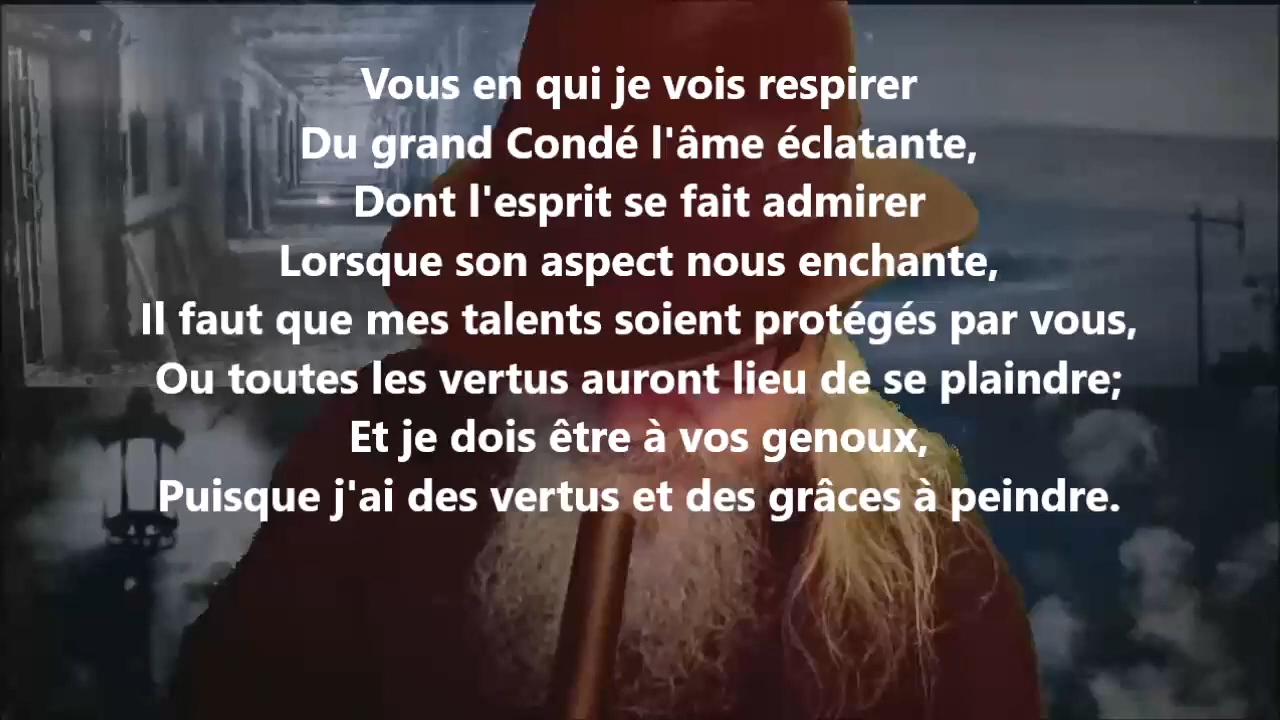 Vous en qui je vois respirer
Du grand Condé l'âme éclatante,
Dont l'esprit se fait admirer
Lorsque son aspect nous enchante,
Il faut que mes talents soient protégés par vous,
Ou toutes les vertus auront lieu de se plaindre;
Et je dois être à vos genoux,
Puisque j'ai des vertus et des grâces à peindre.